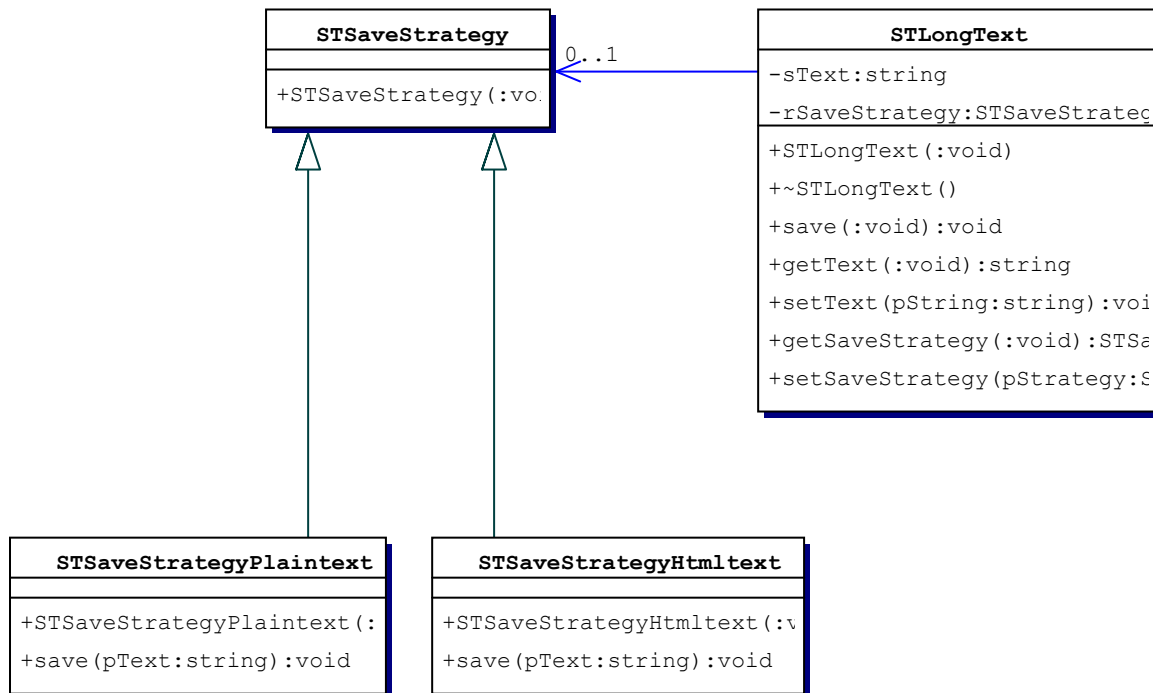 STSaveStrategy
+STSaveStrategy(:vo
0..1
STLongText
-sText:string
-rSaveStrategy:STSaveStrateg
+STLongText(:void)
+~STLongText()
+save(:void):void
+getText(:void):string
+setText(pString:string):voi
+getSaveStrategy(:void):STSa
+setSaveStrategy(pStrategy:S
STSaveStrategyPlaintext
+STSaveStrategyPlaintext(:
+save(pText:string):void
STSaveStrategyHtmltext
+STSaveStrategyHtmltext(:v
+save(pText:string):void